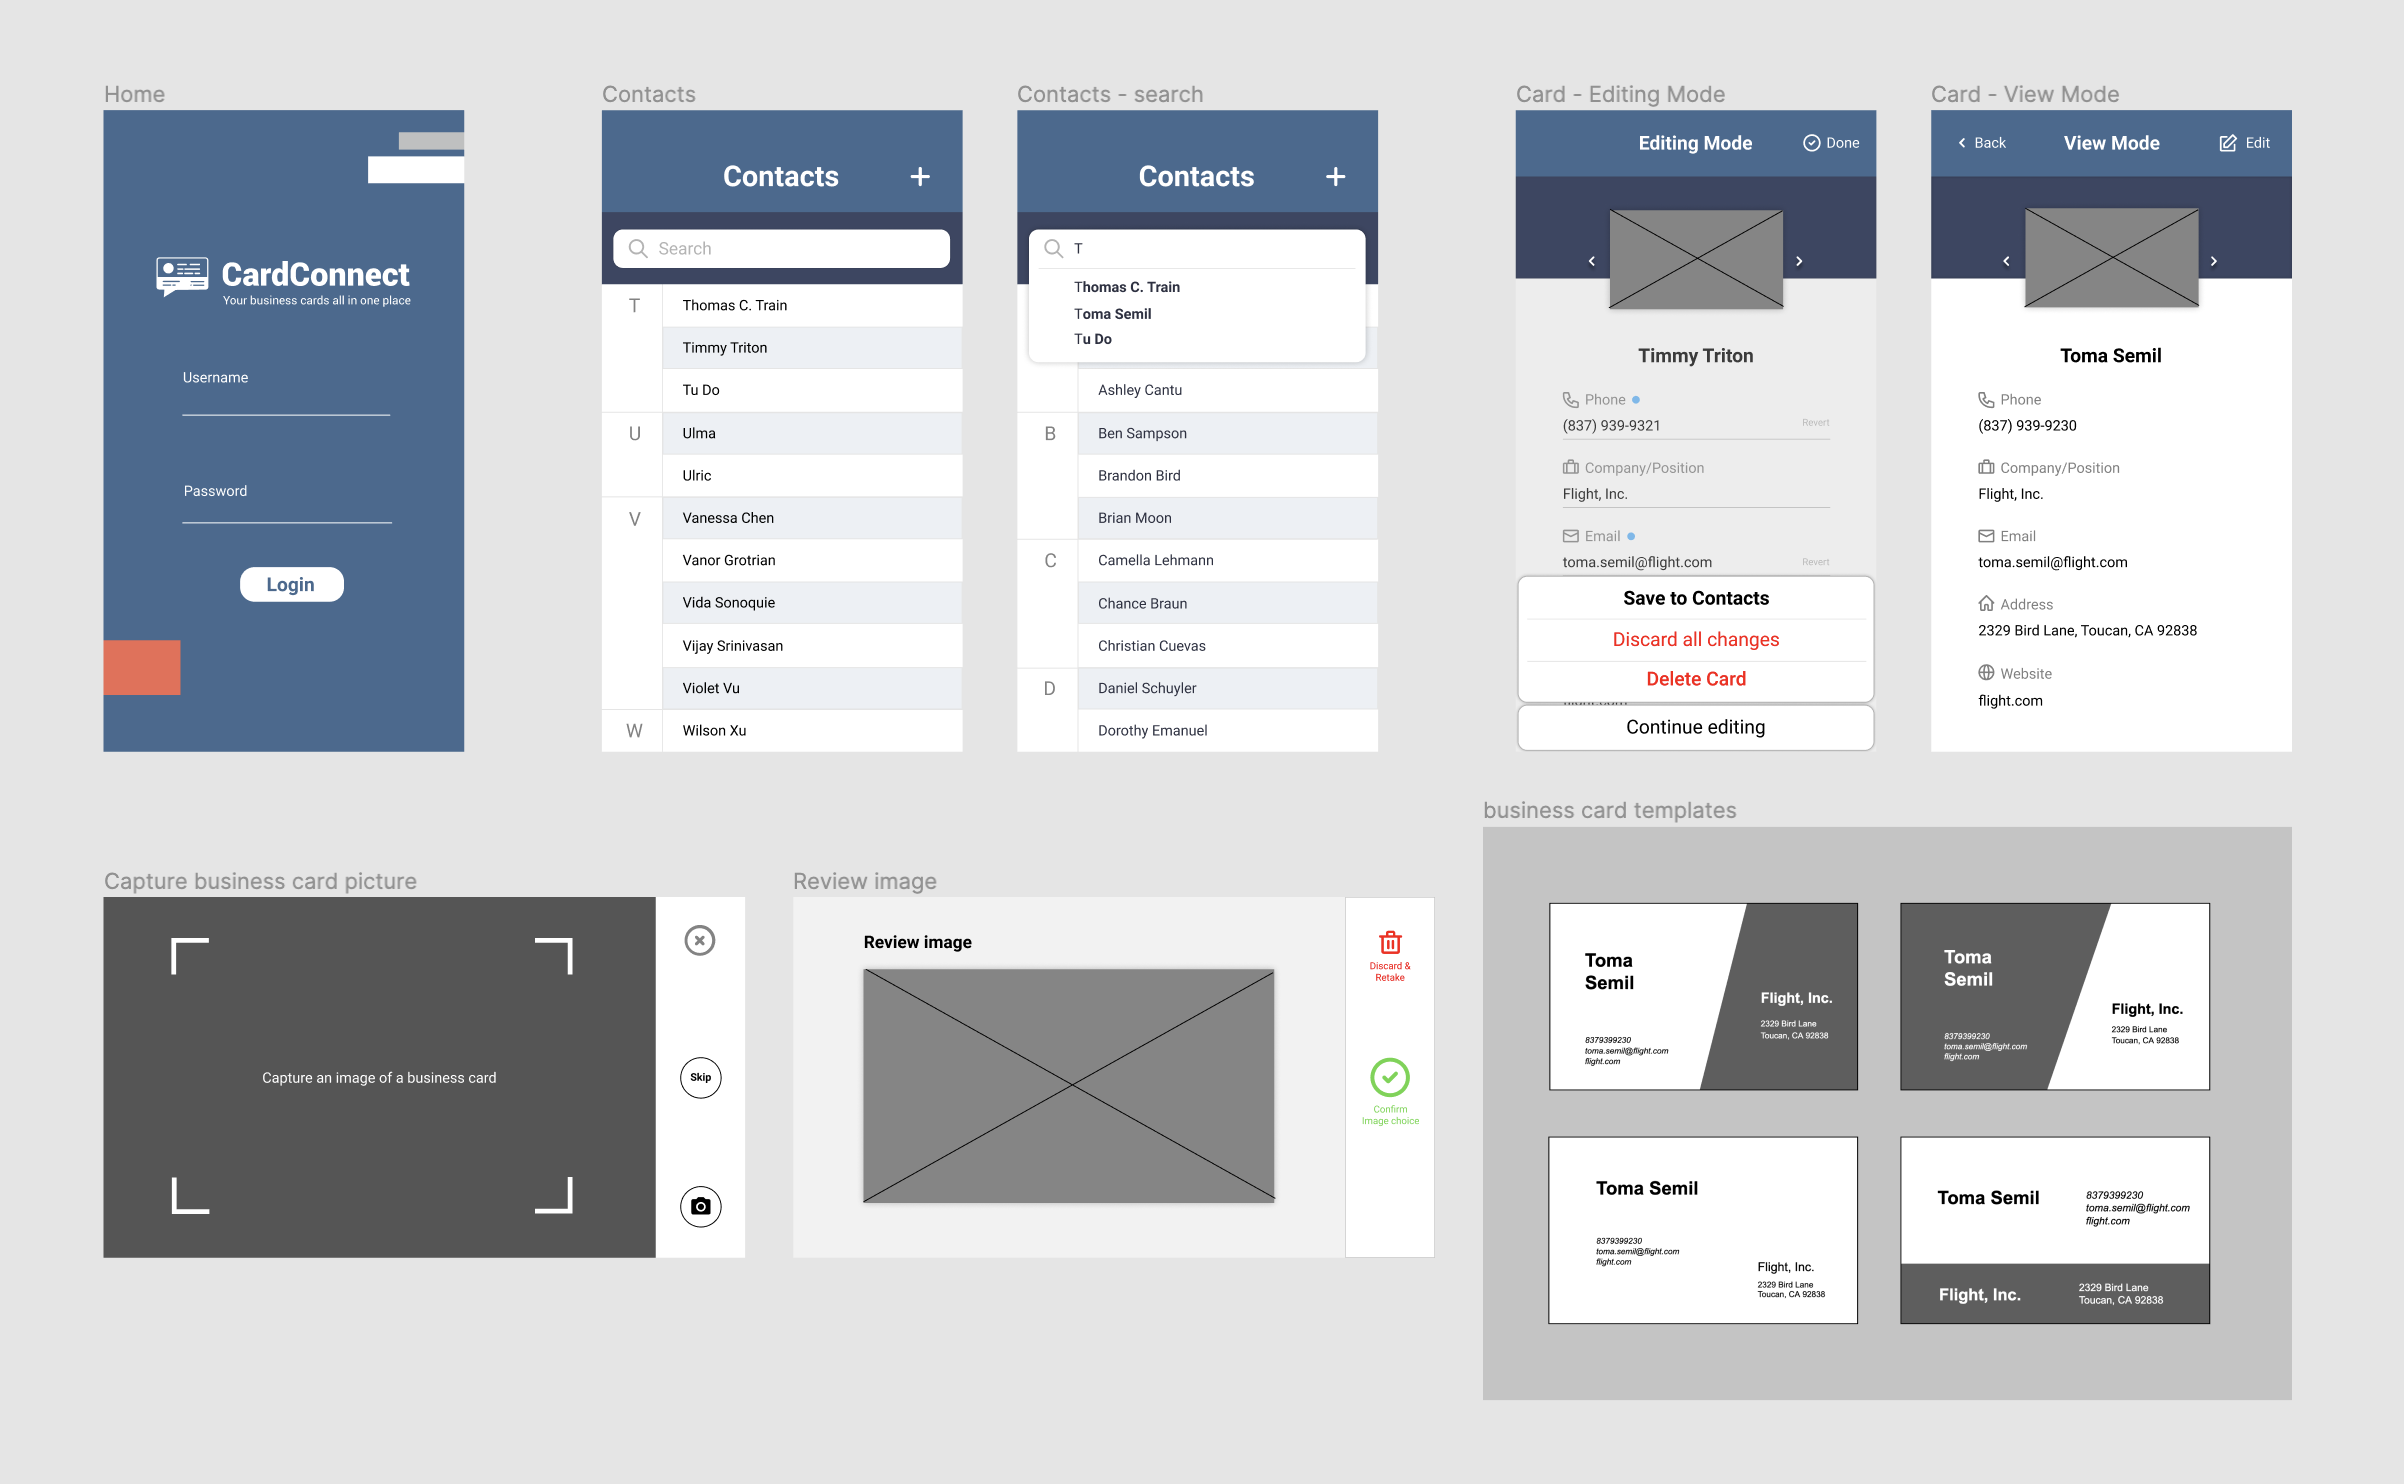 Home
CardConnect
Your business cards all in one place
Username
Password
Login
Contacts
Contacts
Search
T
Thomas C. Train
Timmy Triton
Tu Do
U
Ulma
Ulric
V
Vanessa Chen
Vanor Grotrian
Vida Sonoquie
Vijay Srinivasan
Violet Vu
W
Wilson Xu
Contacts - search
Contacts
T
Thomas C. Train
Toma Semil
Tu Do
Ashley Cantu
B
Ben Sampson
Brandon Bird
Brian Moon
C
Camella Lehmann
Chance Braun
Christian Cuevas
D
Daniel Schuyler
Dorothy Emanuel
Card - Editing Mode
Editing Mode
Done
Timmy Triton
Phone
(837) 939-9321
Revert
Company/Position
Flight, Inc.
Email
toma.semil@flight.com
Revert
Save to Contacts
Discard all changes
Delete Card
Continue editing
Card - View Mode
Back
View Mode
Edit
Toma Semil
Phone
(837) 939-9230
Company/Position
Flight, Inc.
Email
toma.semil@flight.com
Address
2329 Bird Lane, Toucan, CA 92838
Website
flight.com
Capture business card picture
Capture an image of a business card
Skip
Review image
Review image
Discard &
Retake
Confirm
Image choice
business card templates
Toma
Semil
8379399230
toma.semil@flight.com
flight.com
Flight, Inc.
2329 Bird Lane
Toucan, CA 92838
Toma
Semil
8379399230
toma.semil@flight.com
flight.com
Flight, Inc.
2329 Bird Lane
Toucan, CA 92838
Toma Semil
8379399230
toma.semil@flight.com
flight.com
Flight, Inc.
2329 Bird Lane
Toucan, CA 92838
Toma Semil
8379399230
toma.semil@flight.com
flight.com
Flight, Inc.
2329 Bird Lane
Toucan, CA 92838